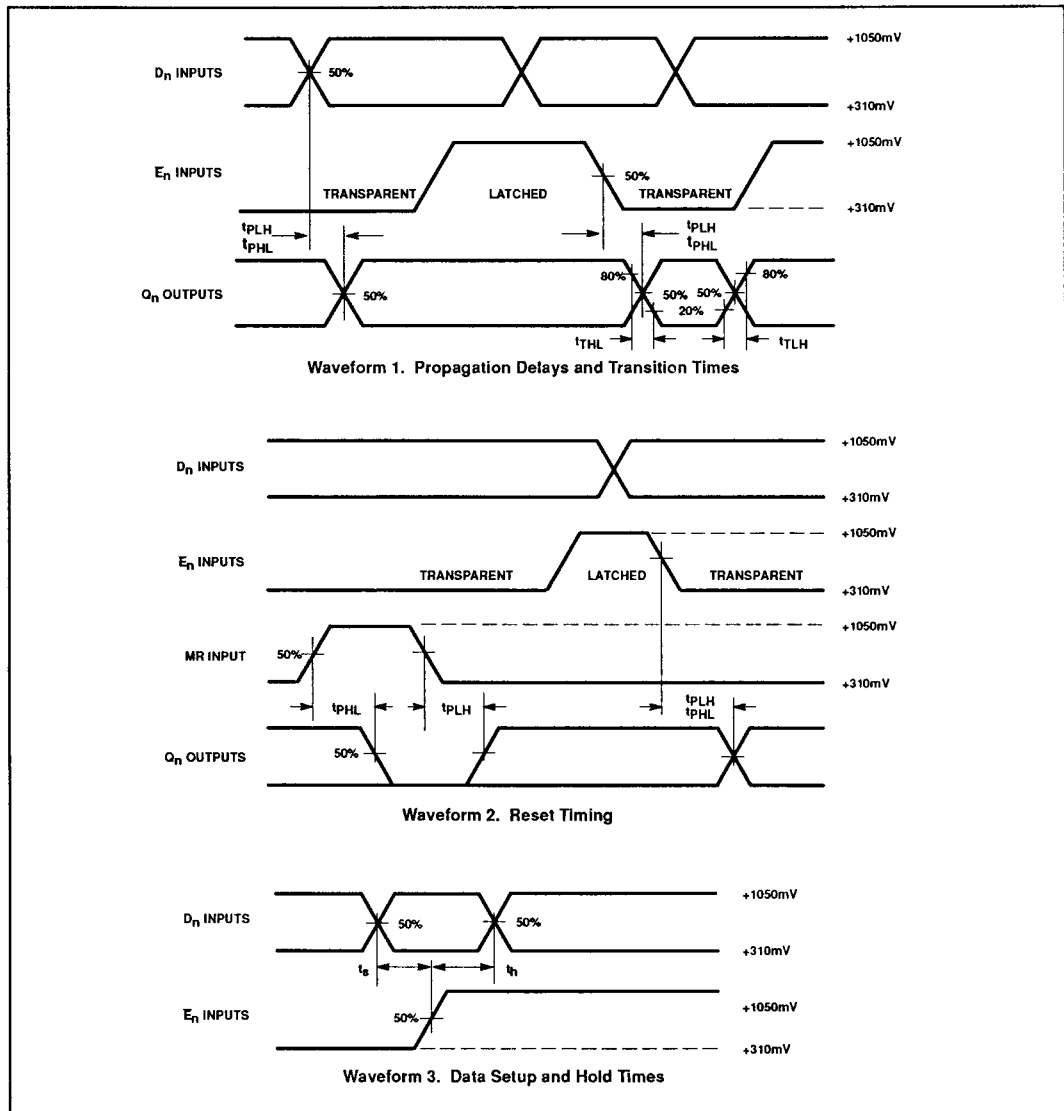 +1050mV
Dn INPUTS
50%
+310mV
+1050mV
En INPUTS
50%
TRANSPARENT
LATCHED
TRANSPARENT
+310mV
tPLH
tPHL
tPLH
tPHL
80%
80%
Qn OUTPUTS
50%
50%
50%
20%
tTHL
tTLH
Waveform 1. Propagation Delays and Transition Times
+1050mV
Dn INPUTS
+310mV
+1050mV
En INPUTS
TRANSPARENT
LATCHED
TRANSPARENT
+310mV
+1050mV
MR INPUT
50%
+310mV
tPHL
tPLH
tPLH
tPHL
Qn OUTPUTS
50%
Waveform 2. Reset Timing
+1050mV
Dn INPUTS
50%
50%
+310mV
ts
th
En INPUTS
50%
+1050mV
+310mV
Waveform 3. Data Setup and Hold Times